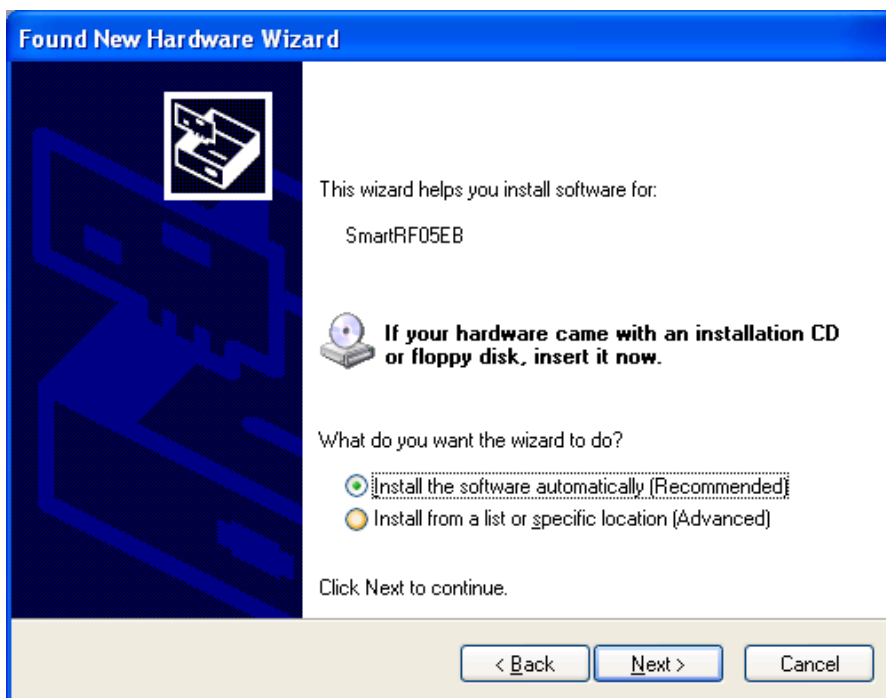 Found New Hardware Wizard
This wizard helps you install software for:
SmartRF05EB
If your hardware came with an installation CD
or floppy disk, insert it now.
What do you want the wizard to do?
Install the software automatically (Recommended)
Install from a list or specific location (Advanced)
Click Next to continue.
< Back Next > Cancel